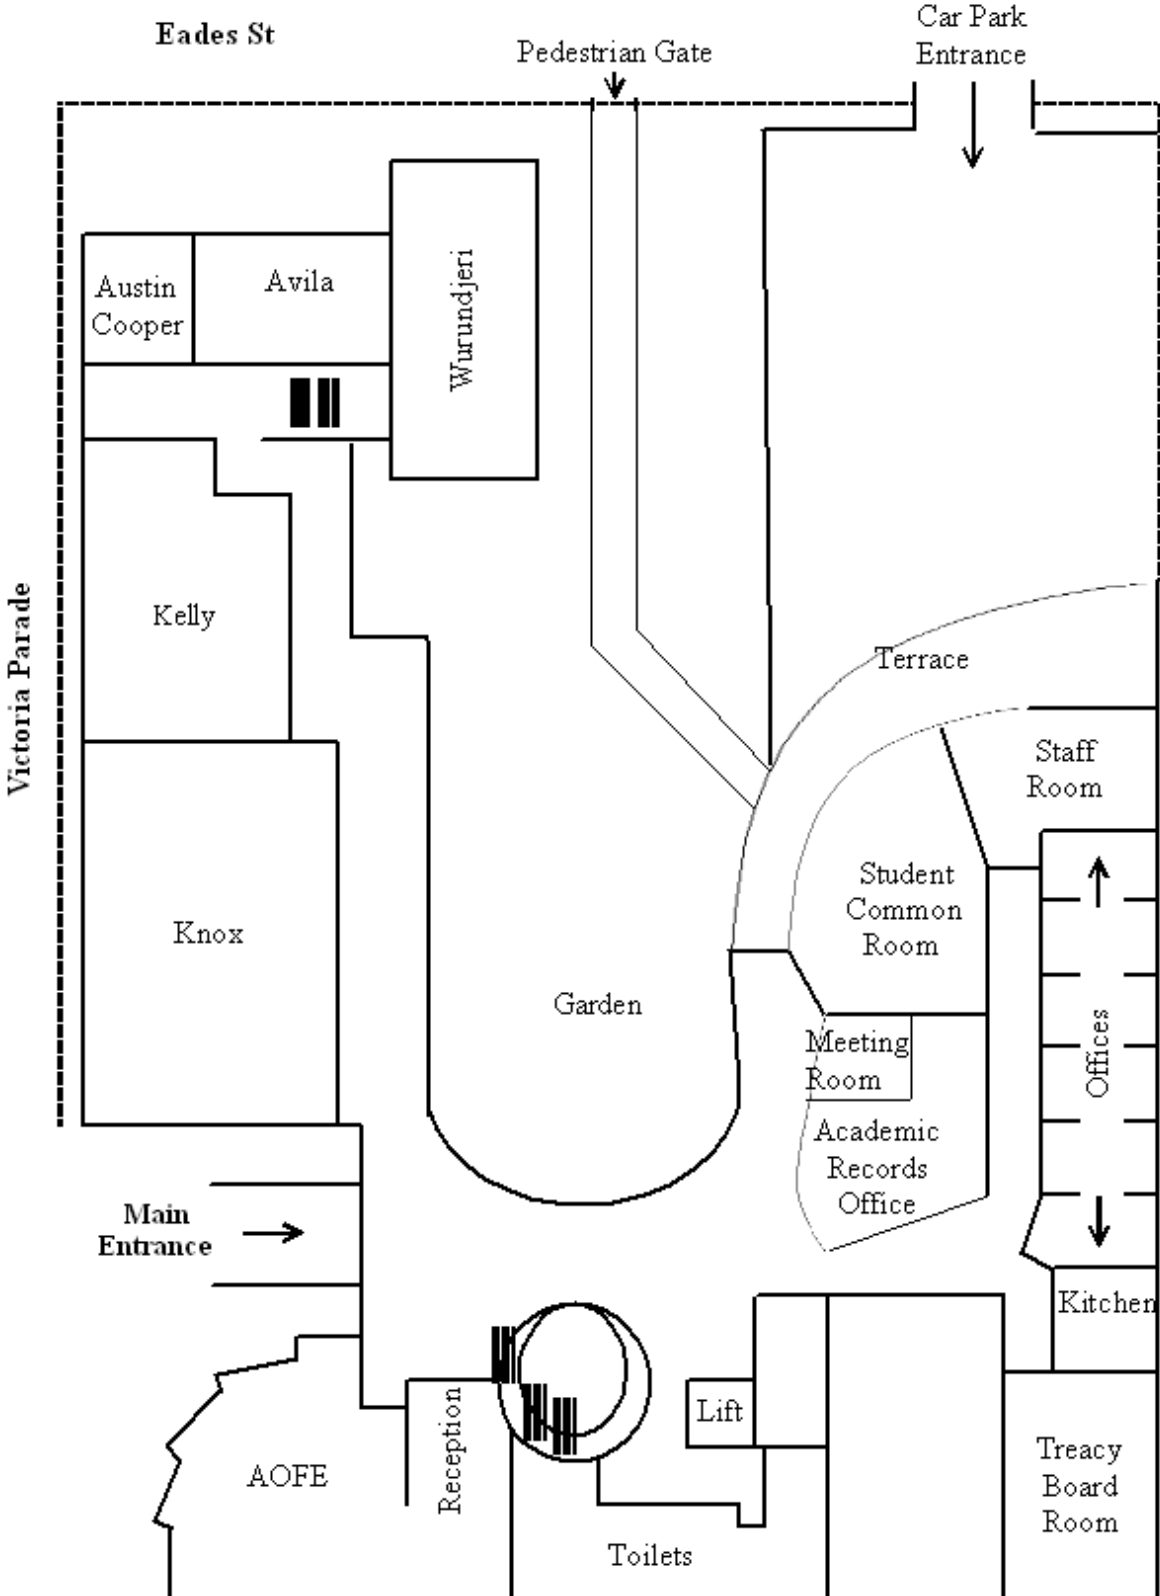 Eades St
Pedestrian Gate
Car Park
Entrance
Austin
Cooper
Avila
Wurundjeri
Kelly
Victoria Parade
Terrace
Staff
Room
Student
Common
Room
Knox
Garden
Meeting
Room
Offices
Academic
Records
Office
Main
Entrance
Kitchen
Lift
Reception
AOFE
Treacy
Board
Room
Toilets